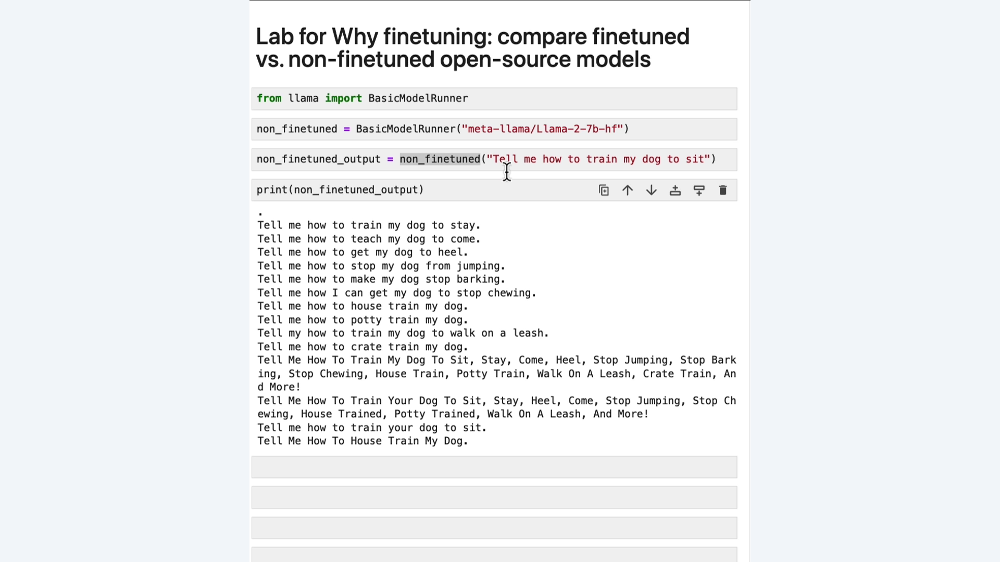 Lab for Why finetuning: compare finetuned
vs. non-finetuned open-source models
from llama import BasicModelRunner
non_finetuned = BasicModelRunner("meta-llama/Llama-2-7b-hf")
non_finetuned_output = non_finetuned("Tell me how to train my dog to sit")
print(non_finetuned_output)
.
Tell me how to train my dog to stay.
Tell me how to teach my dog to come.
Tell me how to get my dog to heel.
Tell me how to stop my dog from jumping.
Tell me how to make my dog stop barking.
Tell me how I can get my dog to stop chewing.
Tell me how to house train my dog.
Tell me how to potty train my dog.
Tell my how to train my dog to walk on a leash.
Tell me how to crate train my dog.
Tell Me How To Train My Dog To Sit, Stay, Come, Heel, Stop Jumping, Stop Bark
ing, Stop Chewing, House Train, Potty Train, Walk On A Leash, Crate Train, An
d More!
Tell Me How To Train Your Dog To Sit, Stay, Heel, Come, Stop Jumping, Stop Ch
ewing, House Trained, Potty Trained, Walk On A Leash, And More!
Tell me how to train your dog to sit.
Tell Me How To House Train My Dog.